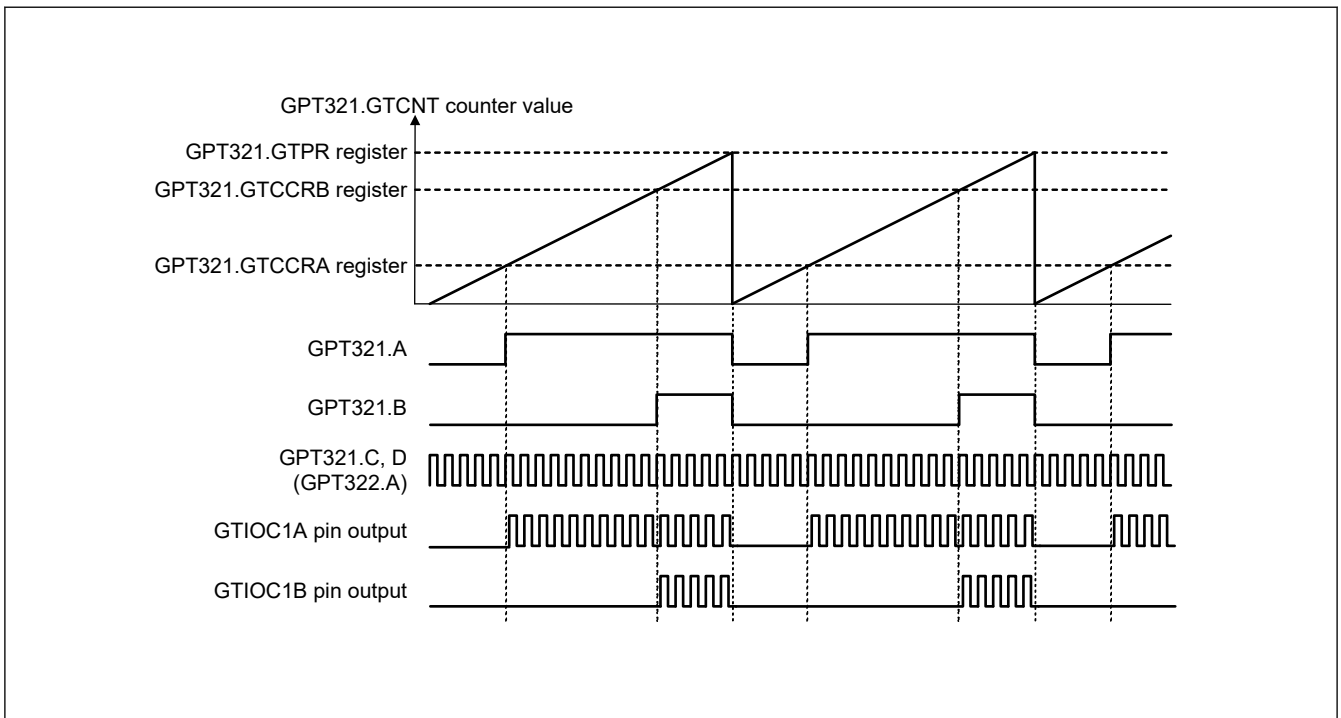 GPT321.GTCNT counter value
GPT321.GTPR register
GPT321.GTCCRB register
GPT321.GTCCRA register
GPT321.A
GPT321.B
GPT321.C, D
(GPT322.A)
GTIOC1A pin output
GTIOC1B pin output